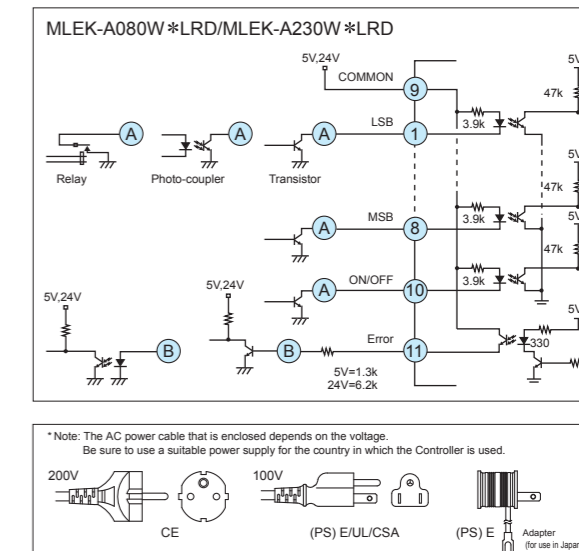 MLEK-A080W*LRD/MLEK-A230W*LRD
5V,24V
COMMON
9
5V
47k
A
A
A
LSB
1
3.9k
Relay
Photo-coupler
Transistor
5V
47k
A
MSB
8
3.9k
5V
47k
A
ON/OFF
10
3.9k
5V,24V
5V,24V
5V
B
B
Error
11
330
5V=1.3k
24V=6.2k
*Note: The AC power cable that is enclosed depends on the voltage.
Be sure to use a suitable power supply for the country in which the Controller is used.
200V
100V
CE
(PS) E/UL/CSA
(PS) E
Adapter
(for use in Japan